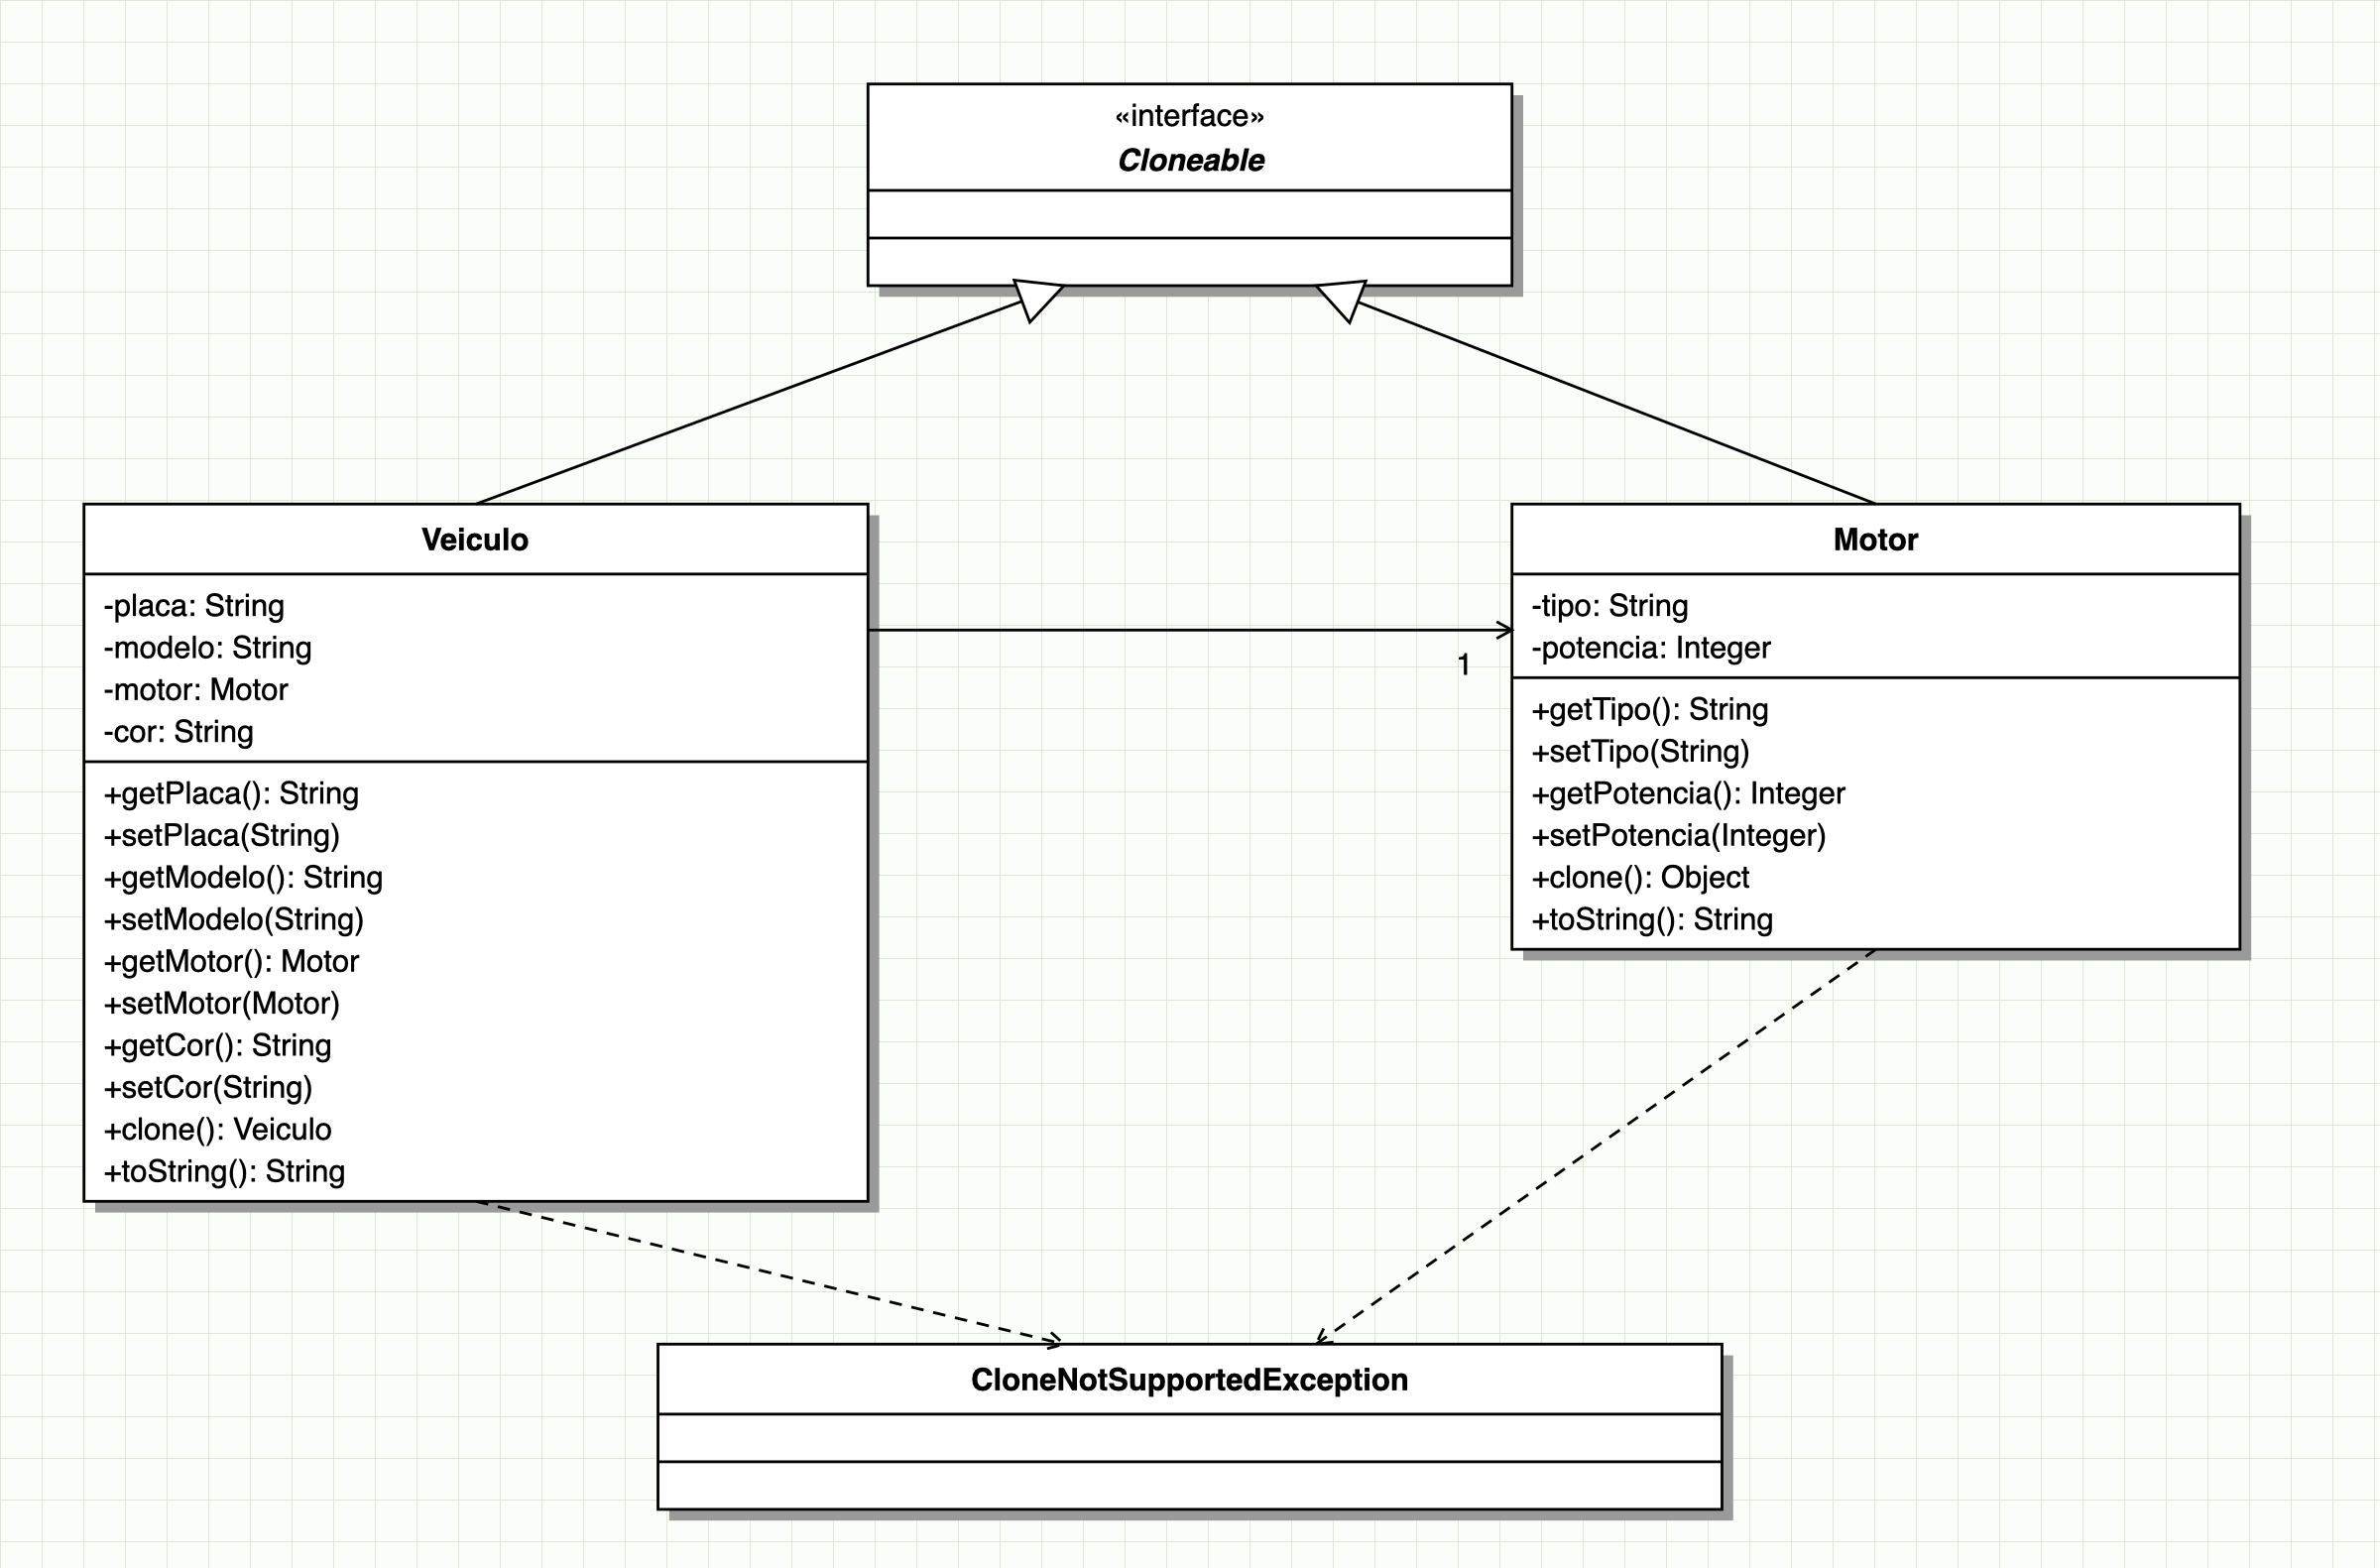 «interface»
Cloneable
Veiculo
-placa: String
-modelo: String
-motor: Motor
-cor: String
+getPlaca(): String
+setPlaca(String)
+getModelo(): String
+setModelo(String)
+getMotor(): Motor
+setMotor(Motor)
+getCor(): String
+setCor(String)
+clone(): Veiculo
+toString(): String
1
Motor
-tipo: String
-potencia: Integer
+getTipo(): String
+setTipo(String)
+getPotencia(): Integer
+setPotencia(Integer)
+clone(): Object
+toString(): String
CloneNotSupportedException